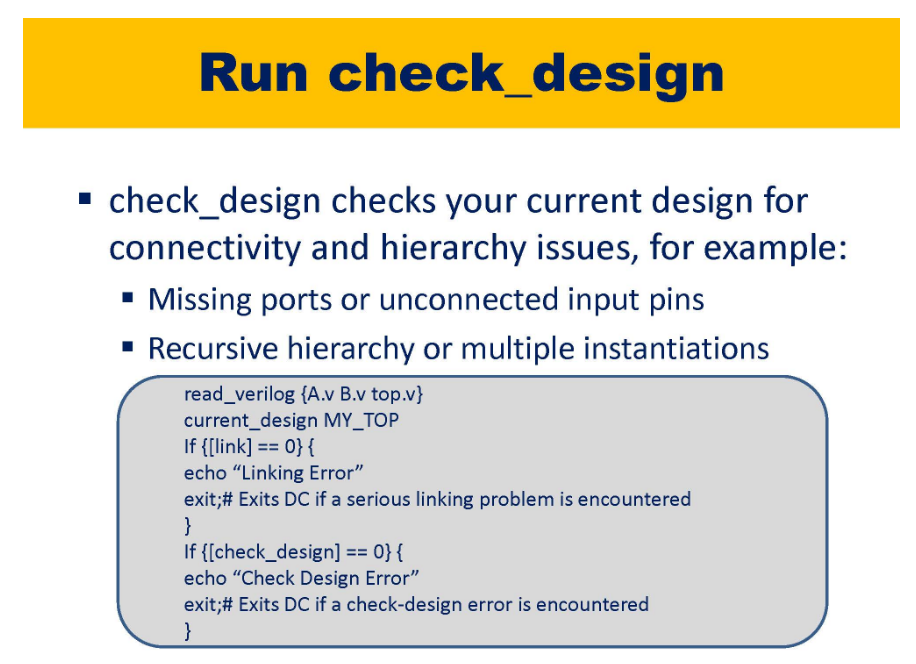 Run check_design
▪ check_design checks your current design for
connectivity and hierarchy issues, for example:
▪ Missing ports or unconnected input pins
▪ Recursive hierarchy or multiple instantiations
read_verilog {A.v B.v top.v}
current_design MY_TOP
If {[link] == 0} {
echo “Linking Error”
exit;# Exits DC if a serious linking problem is encountered
}
If {[check_design] == 0} {
echo “Check Design Error”
exit;# Exits DC if a check-design error is encountered
}